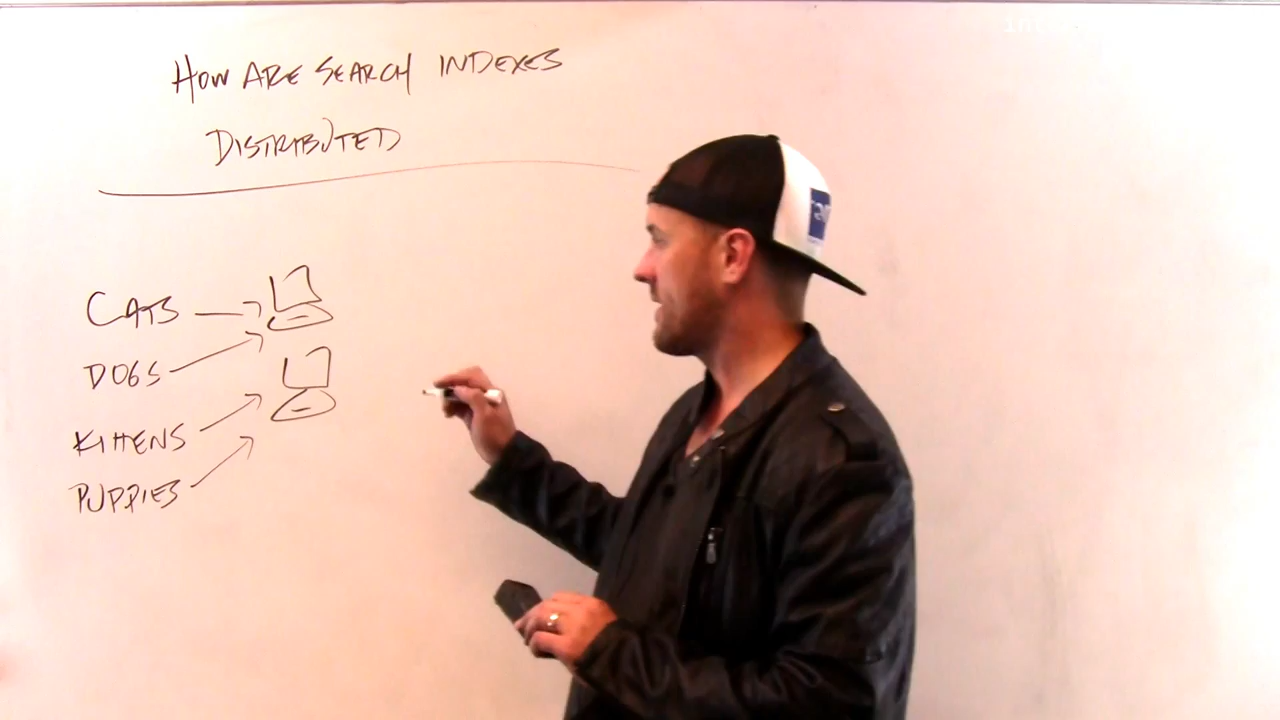 HOW ARE SEARCH INDEXES
DISTRIBUTED
CATS
DOGS
KITTENS
PUPPIES